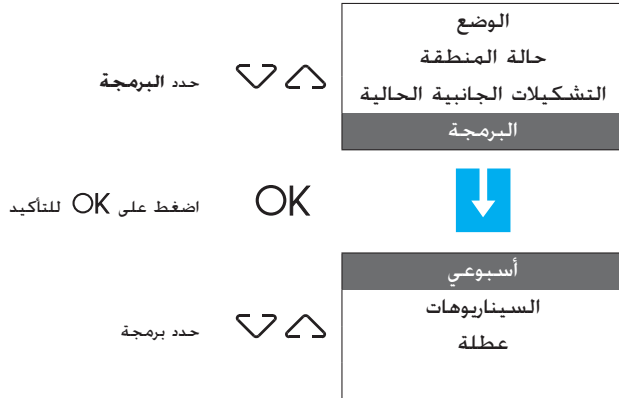 الوضع
حالة المنطقة
التشكيلات الجانبية الحالية
البرمجة
حدد البرمجة
OK
اضغط على OK للتأكيد
أسبوعي
السيناريوهات
عطلة
حدد برمجة